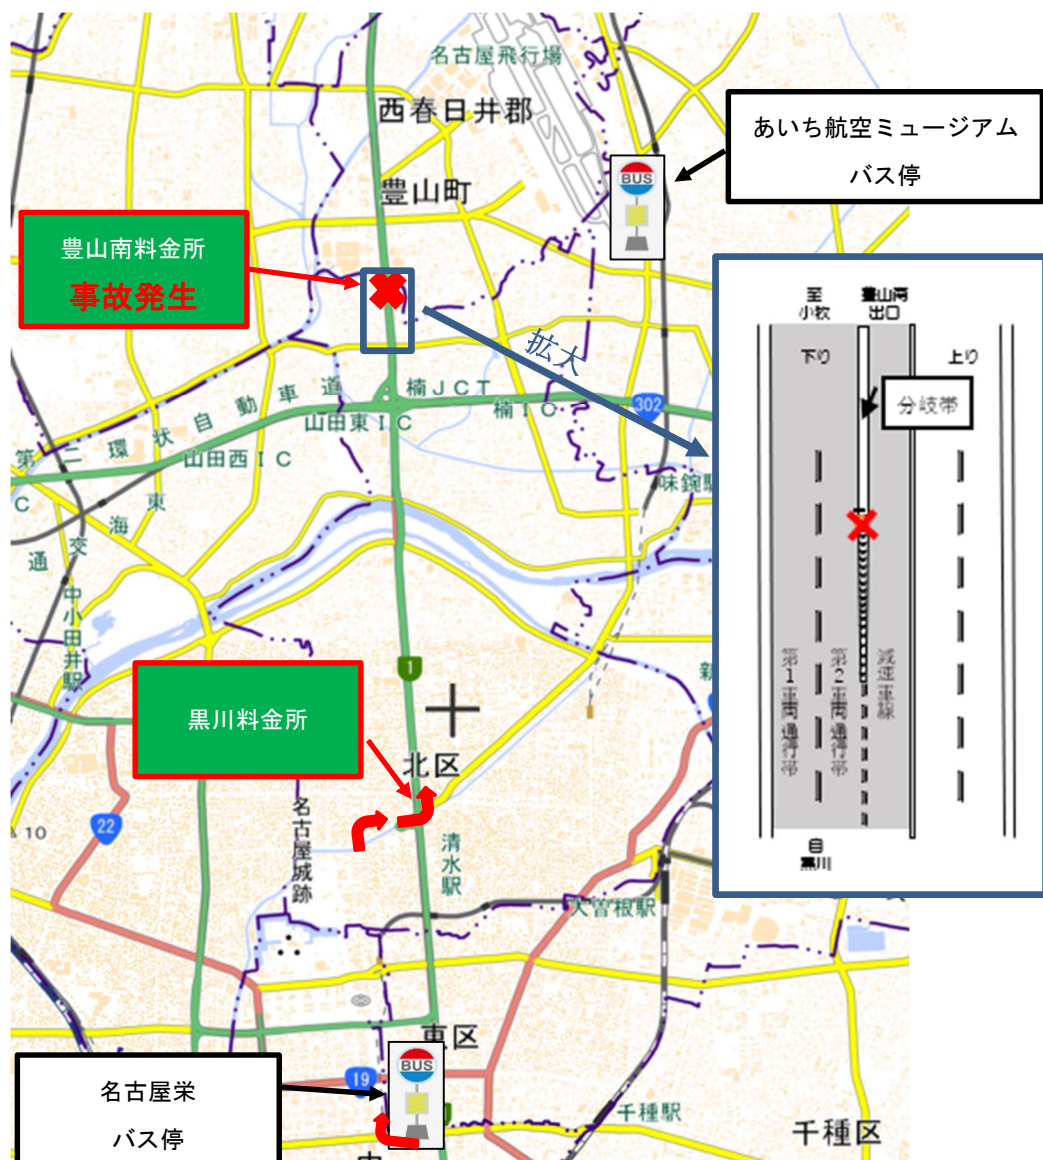 名古屋飛行場
西春日井郡
豊山町
あいち航空ミュージアム
バス停
BUS
豊山南料金所
事故発生
拡大
楠JCT
楠IC
302
山田東IC
第二環状自動車道
山田西IC
C
味鋺駅
東海交通
中小田井駅
1
黒川料金所
北区
新
22
10
名古屋城跡
清水駅
大曽根駅
東区
BUS
19
名古屋栄
バス停
千種駅
千種区
中
至
小牧
豊山南
出口
下り
上り
分岐帯
第1車両通行帯
第2車両通行帯
減速車線
自
黒川